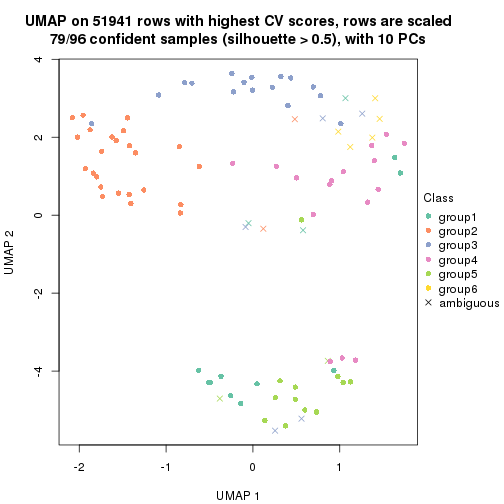 UMAP on 51941 rows with highest CV scores, rows are scaled
79/96 confident samples (silhouette > 0.5), with 10 PCs
4
2
0
-2
-4
UMAP 2
-2
-1
0
1
UMAP 1
Class
group1
group2
group3
group4
group5
group6
ambiguous